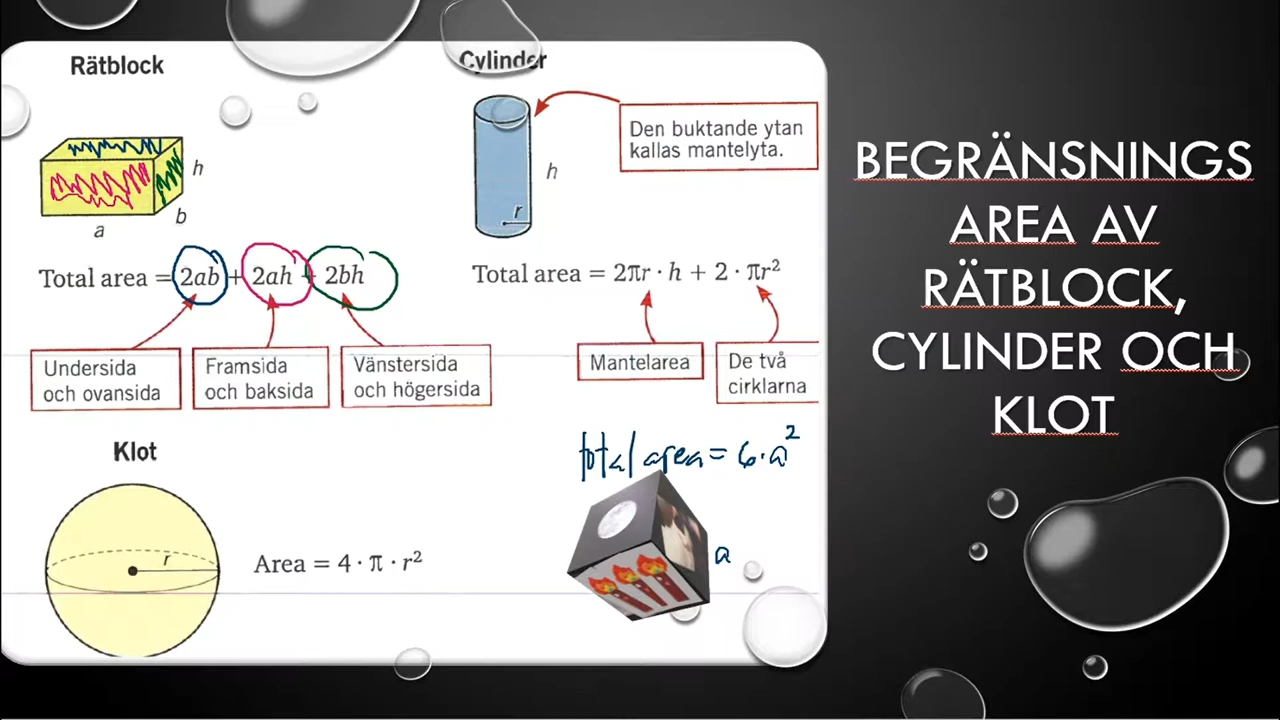 Rätblock
h
b
a
Total area = 2ab + 2ah + 2bh
Undersida
och ovansida
Framsida
och baksida
Vänstersida
och högersida
Cylinder
Den buktande ytan
kallas mantelyta.
h
r
Total area = 2πr · h + 2 · πr²
Mantelarea
De två
cirklarna
Klot
r
Area = 4 · π · r²
total area = 6·a²
a
BEGRÄNSNINGS
AREA AV
RÄTBLOCK,
CYLINDER OCH
KLOT